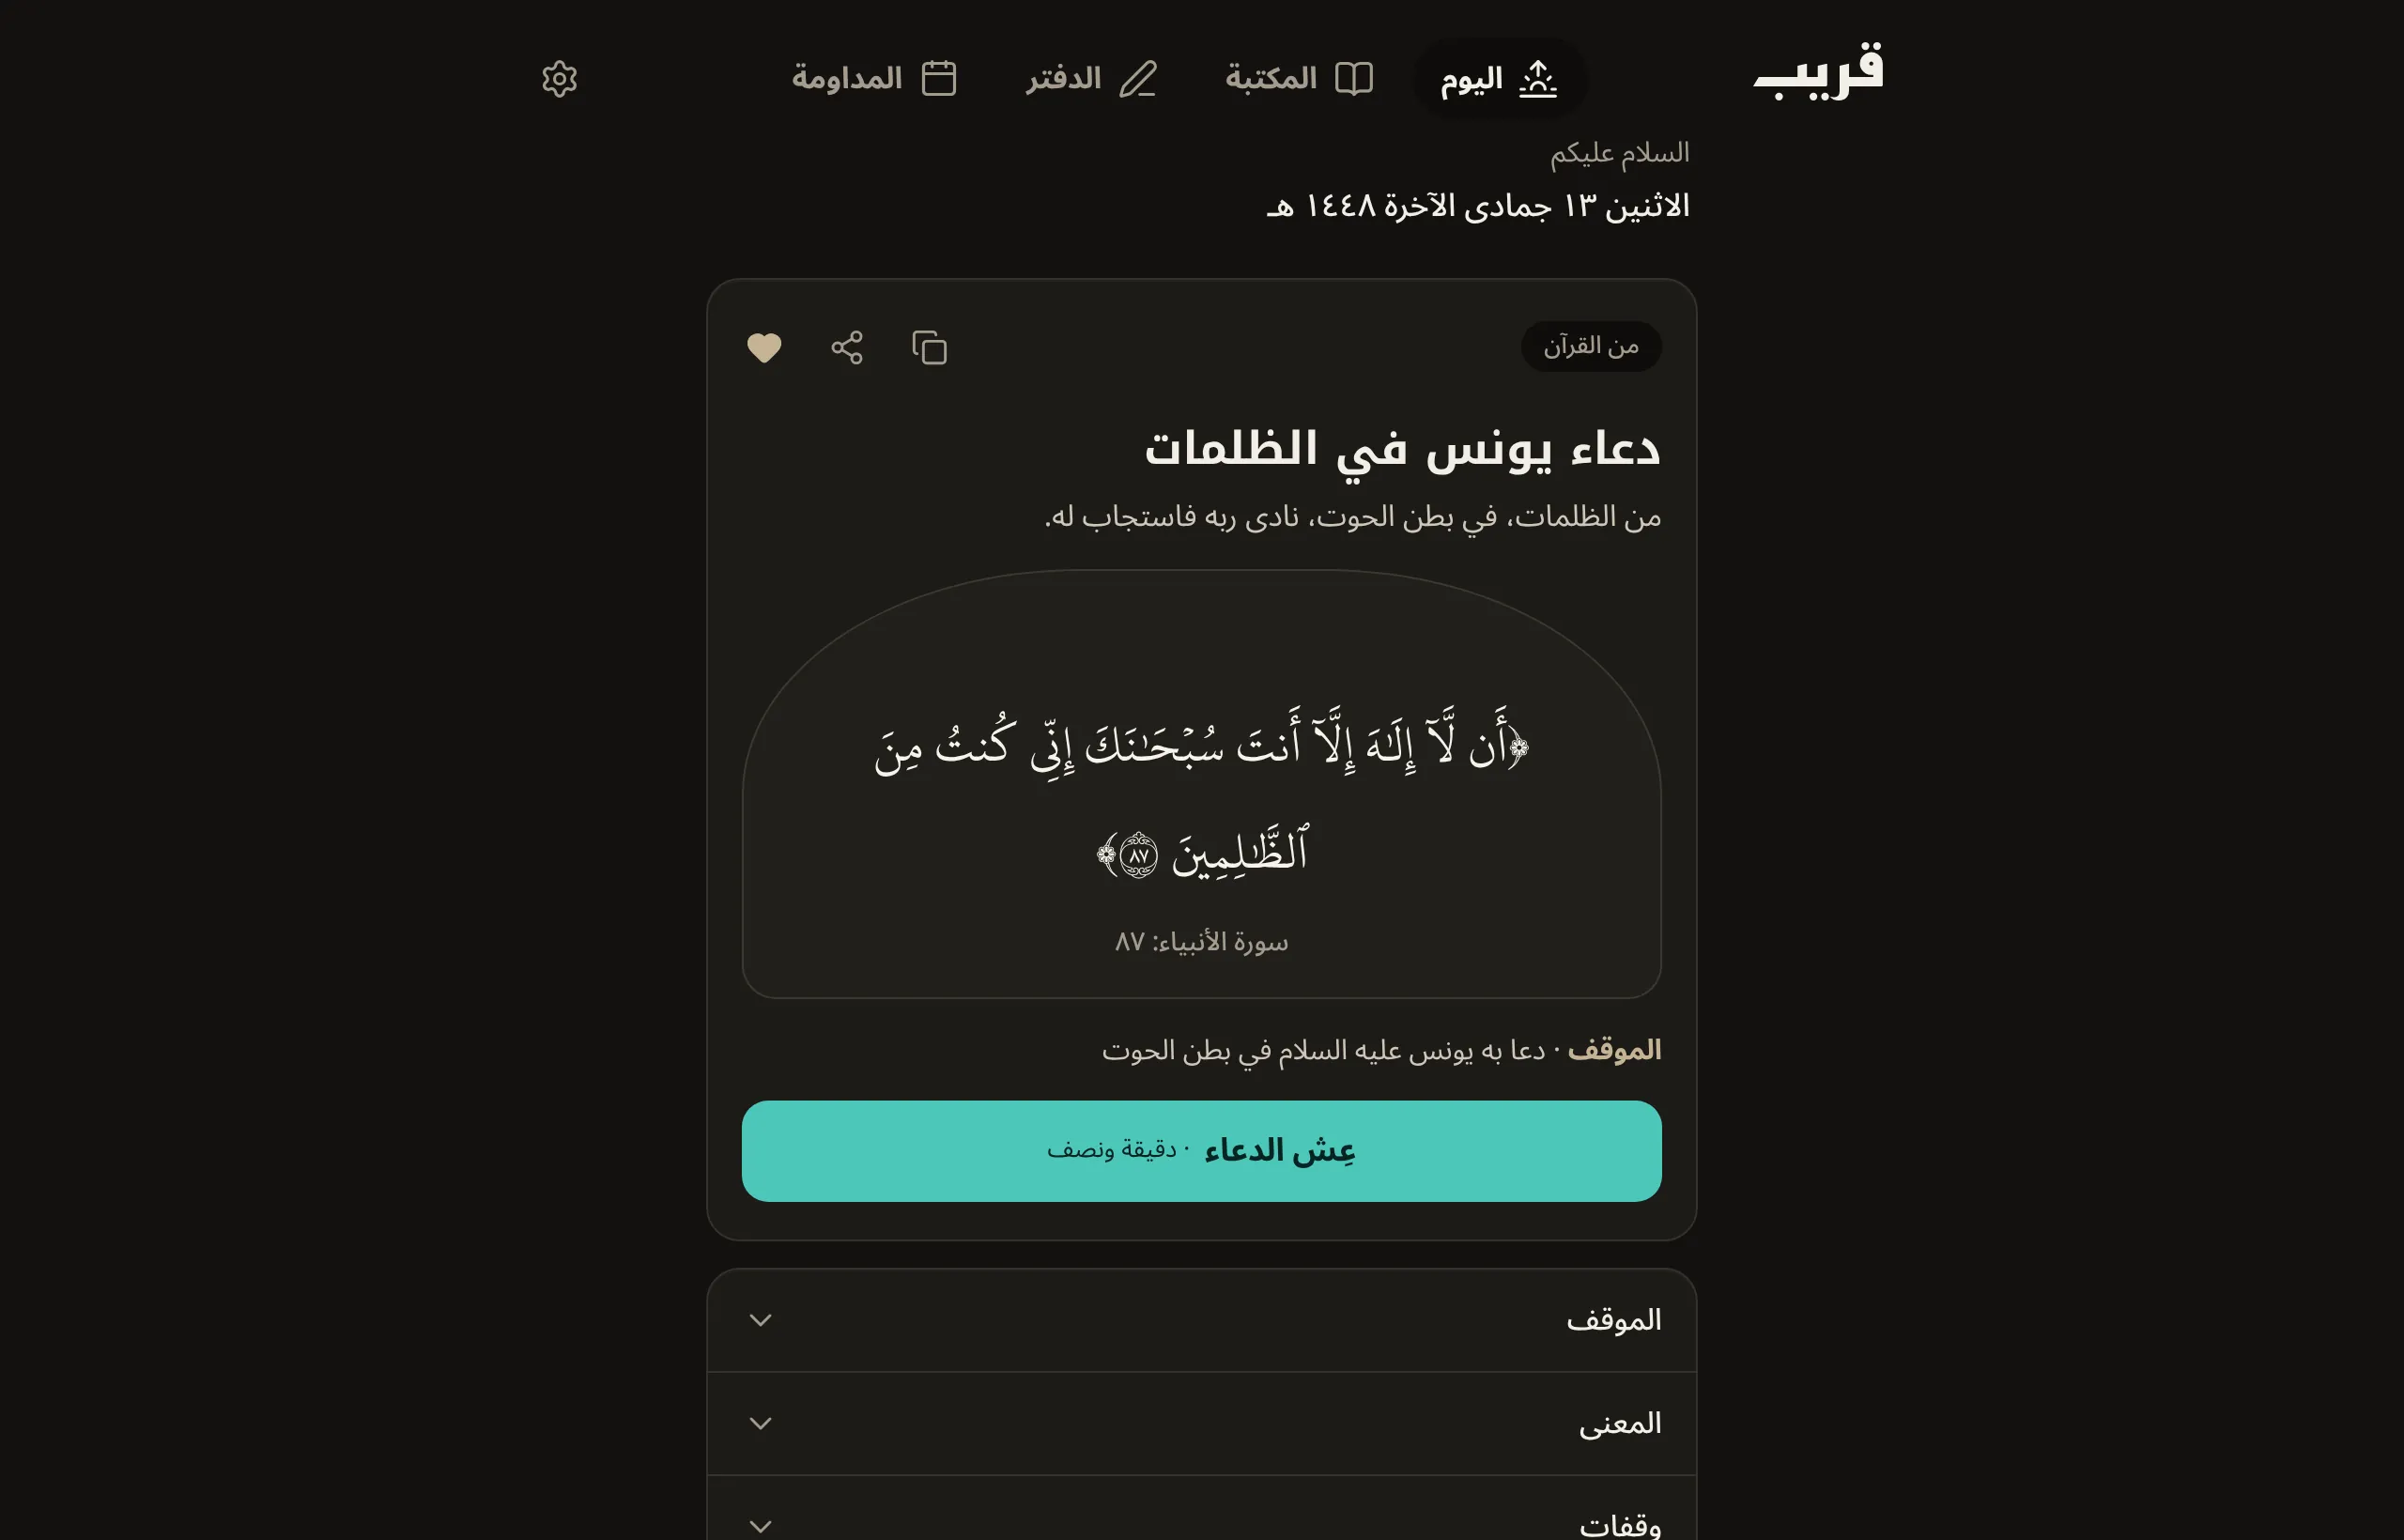 قريب
اليوم
المكتبة
الدفتر
المداومة
السلام عليكم
الاثنين ١٣ جمادى الآخرة ١٤٤٨ هـ
من القرآن
دعاء يونس في الظلمات
من الظلمات، في بطن الحوت، نادى ربه فاستجاب له.
﴿أَن لَّآ إِلَـٰهَ إِلَّآ أَنتَ سُبْحَـٰنَكَ إِنِّى كُنتُ مِنَ
ٱلظَّـٰلِمِينَ ٨٧﴾
سورة الأنبياء: ٨٧
الموقف · دعا به يونس عليه السلام في بطن الحوت
عِش الدعاء · دقيقة ونصف
الموقف
المعنى
وقفات